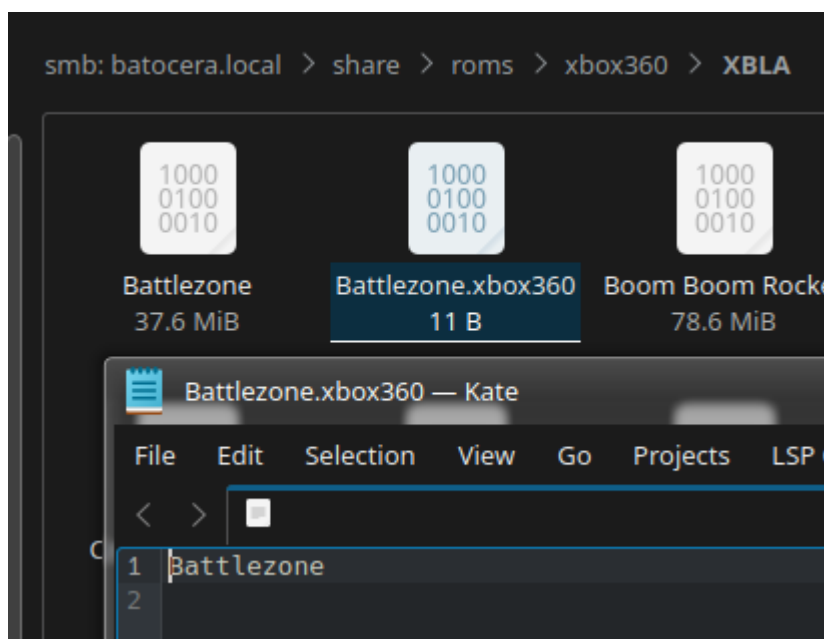 smb: batocera.local > share > roms > xbox360 > XBLA
1000 0100 0010
1000 0100 0010
1000 0100 0010
Battlezone
37.6 MiB
Battlezone.xbox360
11 B
Boom Boom Rocke
78.6 MiB
Battlezone.xbox360 — Kate
File Edit Selection View Go Projects LSP
C
1 Battlezone
2